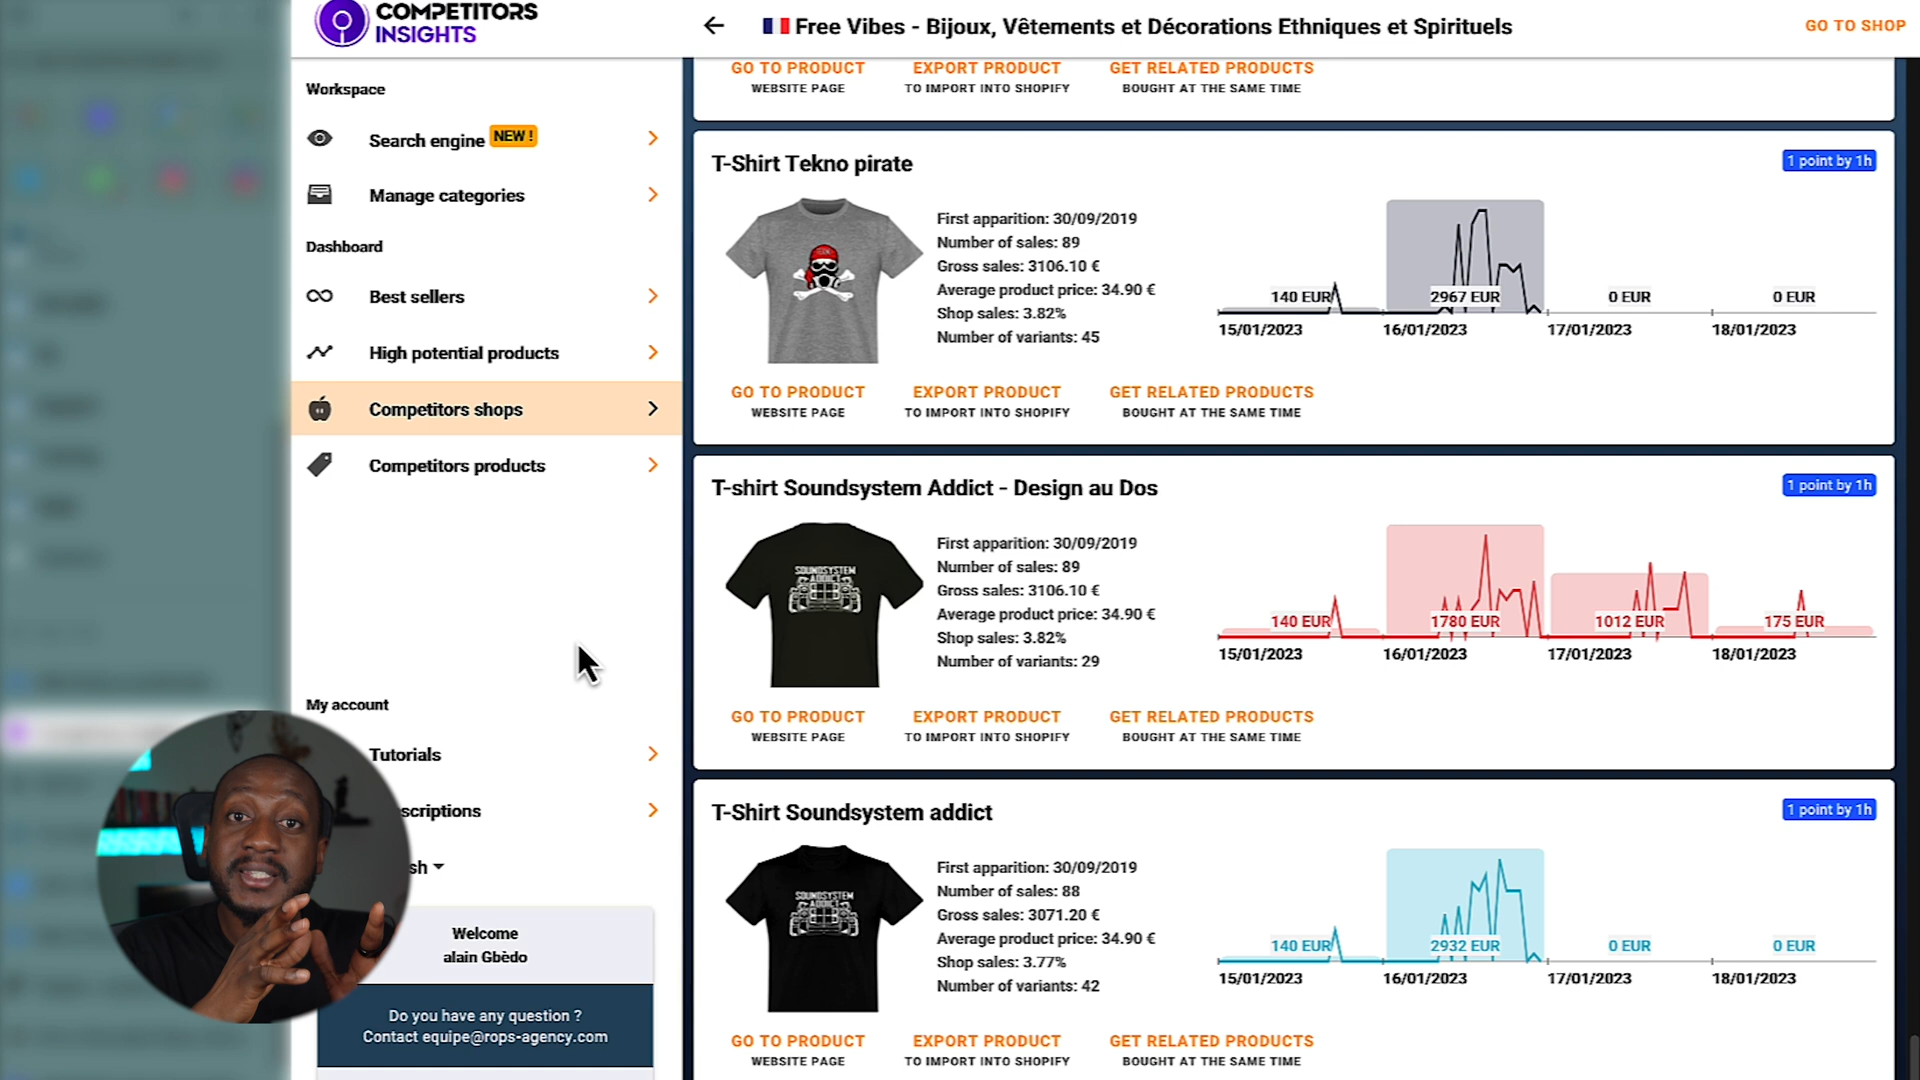 COMPETITORS
INSIGHTS
Free Vibes - Bijoux, Vêtements et Décorations Ethniques et Spirituels
GO TO SHOP
Workspace
Search engine NEW !
Manage categories
Dashboard
Best sellers
High potential products
Competitors shops
Competitors products
My account
Tutorials
scriptions
sh
Welcome
alain Gbèdo
Do you have any question ?
Contact equipe@rops-agency.com
GO TO PRODUCT EXPORT PRODUCT GET RELATED PRODUCTS
WEBSITE PAGE TO IMPORT INTO SHOPIFY BOUGHT AT THE SAME TIME
T-Shirt Tekno pirate
1 point by 1h
First apparition: 30/09/2019
Number of sales: 89
Gross sales: 3106.10 €
Average product price: 34.90 €
Shop sales: 3.82%
Number of variants: 45
140 EUR 2967 EUR 0 EUR 0 EUR
15/01/2023 16/01/2023 17/01/2023 18/01/2023
GO TO PRODUCT EXPORT PRODUCT GET RELATED PRODUCTS
WEBSITE PAGE TO IMPORT INTO SHOPIFY BOUGHT AT THE SAME TIME
T-shirt Soundsystem Addict - Design au Dos
1 point by 1h
SOUNDSYSTEM
ADDICT
First apparition: 30/09/2019
Number of sales: 89
Gross sales: 3106.10 €
Average product price: 34.90 €
Shop sales: 3.82%
Number of variants: 29
140 EUR 1780 EUR 1012 EUR 175 EUR
15/01/2023 16/01/2023 17/01/2023 18/01/2023
GO TO PRODUCT EXPORT PRODUCT GET RELATED PRODUCTS
WEBSITE PAGE TO IMPORT INTO SHOPIFY BOUGHT AT THE SAME TIME
T-Shirt Soundsystem addict
1 point by 1h
SOUNDSYSTEM
ADDICT
First apparition: 30/09/2019
Number of sales: 88
Gross sales: 3071.20 €
Average product price: 34.90 €
Shop sales: 3.77%
Number of variants: 42
140 EUR 2932 EUR 0 EUR 0 EUR
15/01/2023 16/01/2023 17/01/2023 18/01/2023
GO TO PRODUCT EXPORT PRODUCT GET RELATED PRODUCTS
WEBSITE PAGE TO IMPORT INTO SHOPIFY BOUGHT AT THE SAME TIME